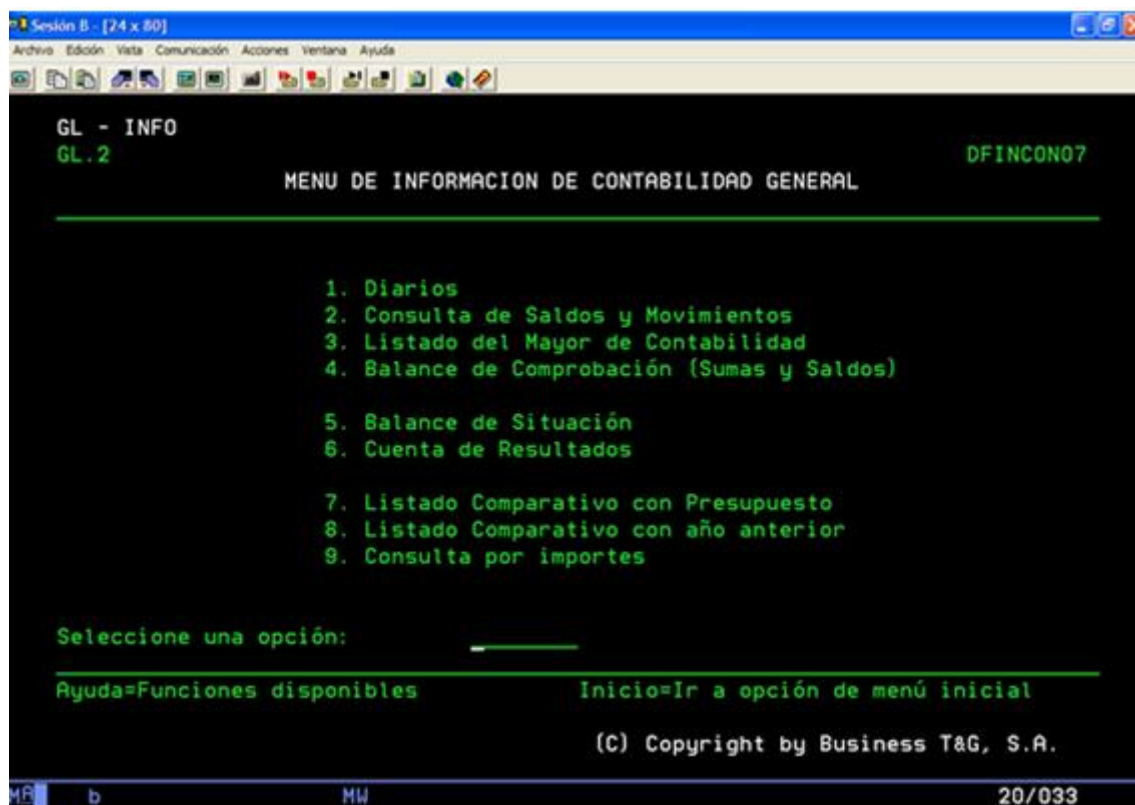 Sesión B - [24 x 80]
Archivo Edición Vista Comunicación Acciones Ventana Ayuda
GL - INFO
GL.2 DFINCON07
MENU DE INFORMACION DE CONTABILIDAD GENERAL
1. Diarios
2. Consulta de Saldos y Movimientos
3. Listado del Mayor de Contabilidad
4. Balance de Comprobación (Sumas y Saldos)
5. Balance de Situación
6. Cuenta de Resultados
7. Listado Comparativo con Presupuesto
8. Listado Comparativo con año anterior
9. Consulta por importes
Seleccione una opción:
Ayuda=Funciones disponibles Inicio=Ir a opción de menú inicial
(C) Copyright by Business T&G, S.A.
MA b MW 20/033